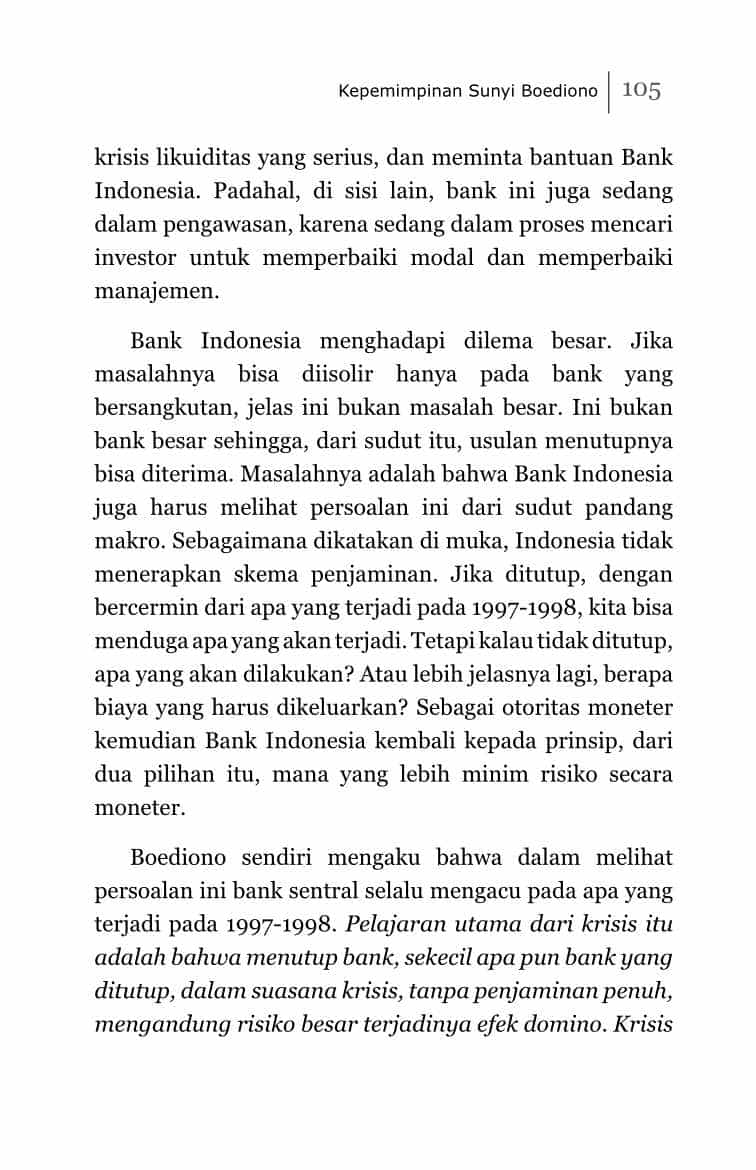 Kepemimpinan Sunyi Boediono 105
krisis likuiditas yang serius, dan meminta bantuan Bank
Indonesia. Padahal, di sisi lain, bank ini juga sedang
dalam pengawasan, karena sedang dalam proses mencari
investor untuk memperbaiki modal dan memperbaiki
manajemen.
Bank Indonesia menghadapi dilema besar. Jika
masalahnya bisa diisolir hanya pada bank yang
bersangkutan, jelas ini bukan masalah besar. Ini bukan
bank besar sehingga, dari sudut itu, usulan menutupnya
bisa diterima. Masalahnya adalah bahwa Bank Indonesia
juga harus melihat persoalan ini dari sudut pandang
makro. Sebagaimana dikatakan di muka, Indonesia tidak
menerapkan skema penjaminan. Jika ditutup, dengan
bercermin dari apa yang terjadi pada 1997-1998, kita bisa
menduga apa yang akan terjadi. Tetapi kalau tidak ditutup,
apa yang akan dilakukan? Atau lebih jelasnya lagi, berapa
biaya yang harus dikeluarkan? Sebagai otoritas moneter
kemudian Bank Indonesia kembali kepada prinsip, dari
dua pilihan itu, mana yang lebih minim risiko secara
moneter.
Boediono sendiri mengaku bahwa dalam melihat
persoalan ini bank sentral selalu mengacu pada apa yang
terjadi pada 1997-1998. Pelajaran utama dari krisis itu
adalah bahwa menutup bank, sekecil apa pun bank yang
ditutup, dalam suasana krisis, tanpa penjaminan penuh,
mengandung risiko besar terjadinya efek domino. Krisis